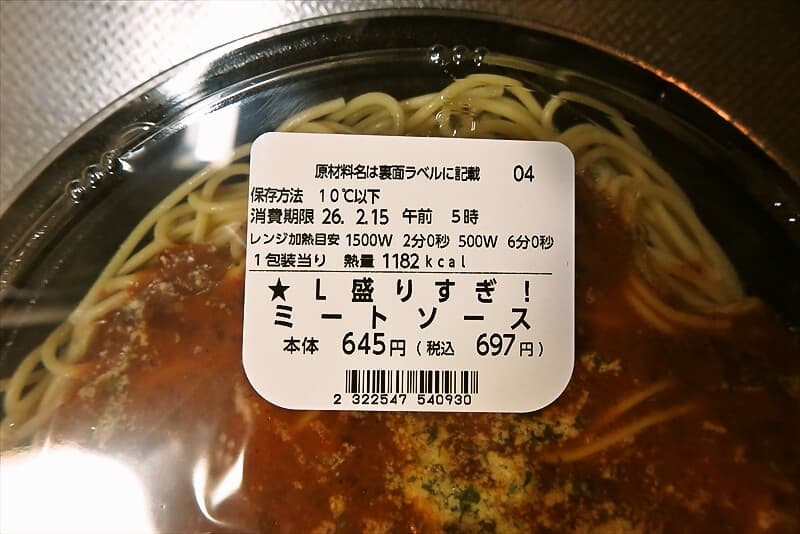 原材料名は裏面ラベルに記載 04
保存方法 10℃以下
消費期限 26. 2.15 午前 5時
レンジ加熱目安 1500W 2分0秒 500W 6分0秒
1包装当り 熱量 1182kcal
★L盛りすぎ!
ミートソース
本体 645円(税込 697円)
2 322547 540930